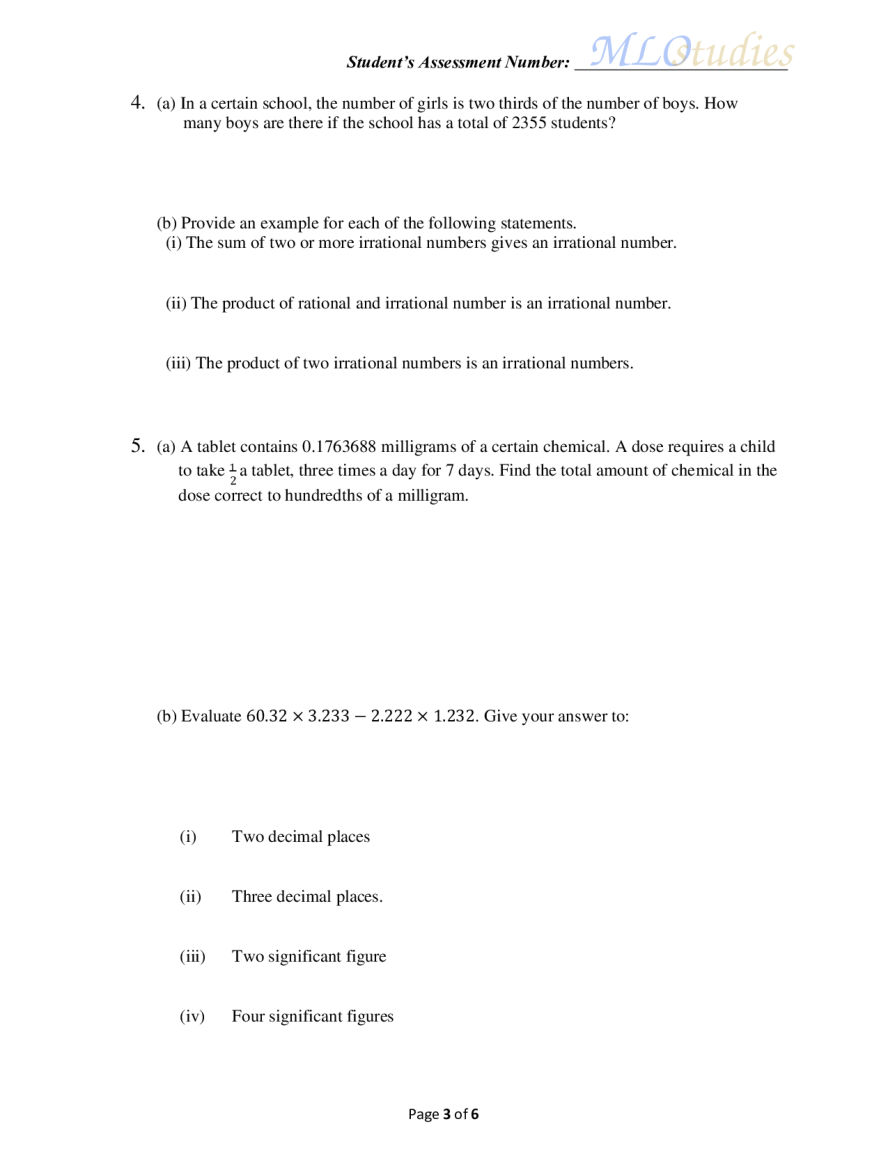 Student's Assessment Number: MLOstudies
4. (a) In a certain school, the number of girls is two thirds of the number of boys. How
many boys are there if the school has a total of 2355 students?
(b) Provide an example for each of the following statements.
(i) The sum of two or more irrational numbers gives an irrational number.
(ii) The product of rational and irrational number is an irrational number.
(iii) The product of two irrational numbers is an irrational numbers.
5. (a) A tablet contains 0.1763688 milligrams of a certain chemical. A dose requires a child
to take 1/2 a tablet, three times a day for 7 days. Find the total amount of chemical in the
dose correct to hundredths of a milligram.
(b) Evaluate 60.32 × 3.233 − 2.222 × 1.232. Give your answer to:
(i) Two decimal places
(ii) Three decimal places.
(iii) Two significant figure
(iv) Four significant figures
Page 3 of 6